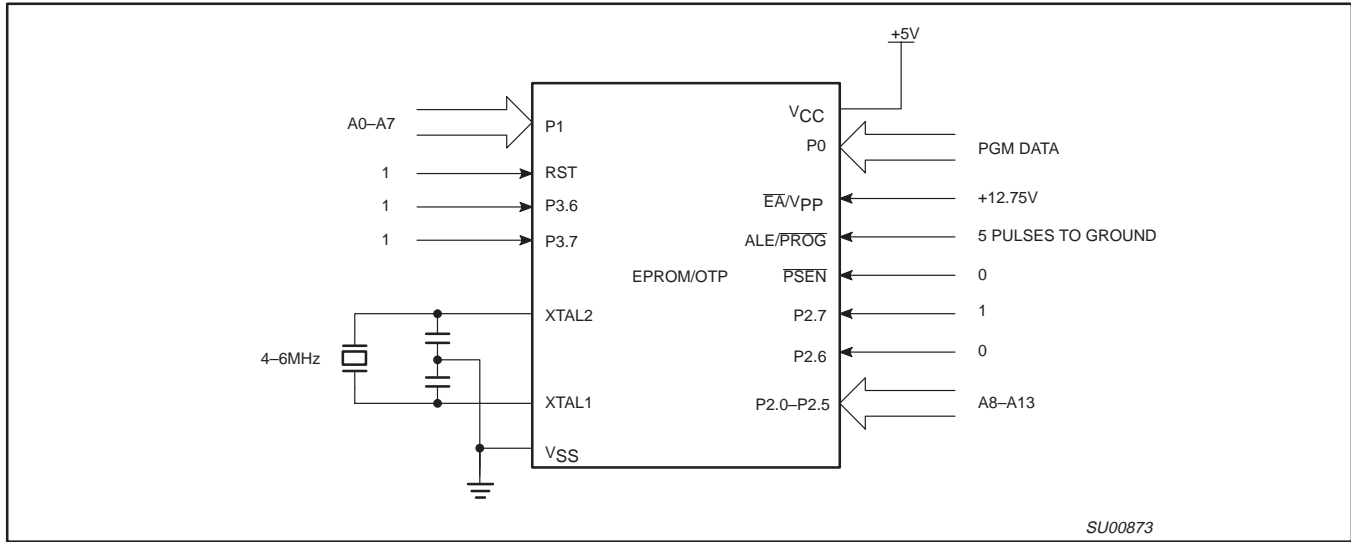 +5V
A0–A7
P1
VCC
P0
PGM DATA
1
RST
1
P3.6
EA/VPP
+12.75V
1
P3.7
ALE/PROG
5 PULSES TO GROUND
EPROM/OTP
PSEN
0
XTAL2
P2.7
1
4–6MHz
P2.6
0
XTAL1
P2.0–P2.5
A8–A13
VSS
SU00873